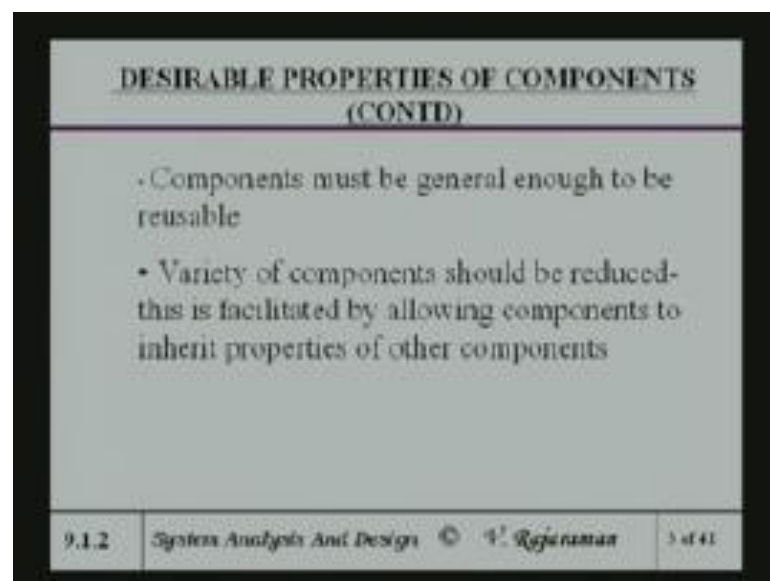 DESIRABLE PROPERTIES OF COMPONENTS
(CONTD)
• Components must be general enough to be
reusable
• Variety of components should be reduced-
this is facilitated by allowing components to
inherit properties of other components
9.1.2 System Analysis And Design © V. Rajaraman 3 of 41